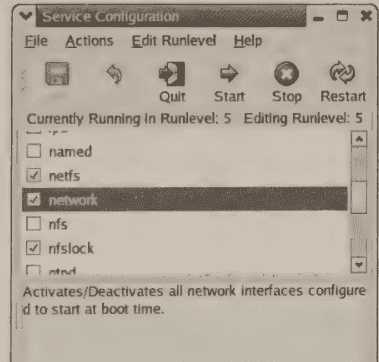 Service Configuration
File Actions Edit Runlevel Help
Quit Start Stop Restart
Currently Running in Runlevel: 5 Editing Runlevel: 5
named
netfs
network
nfs
nfslock
ntpd
Activates/Deactivates all network interfaces configure
d to start at boot time.